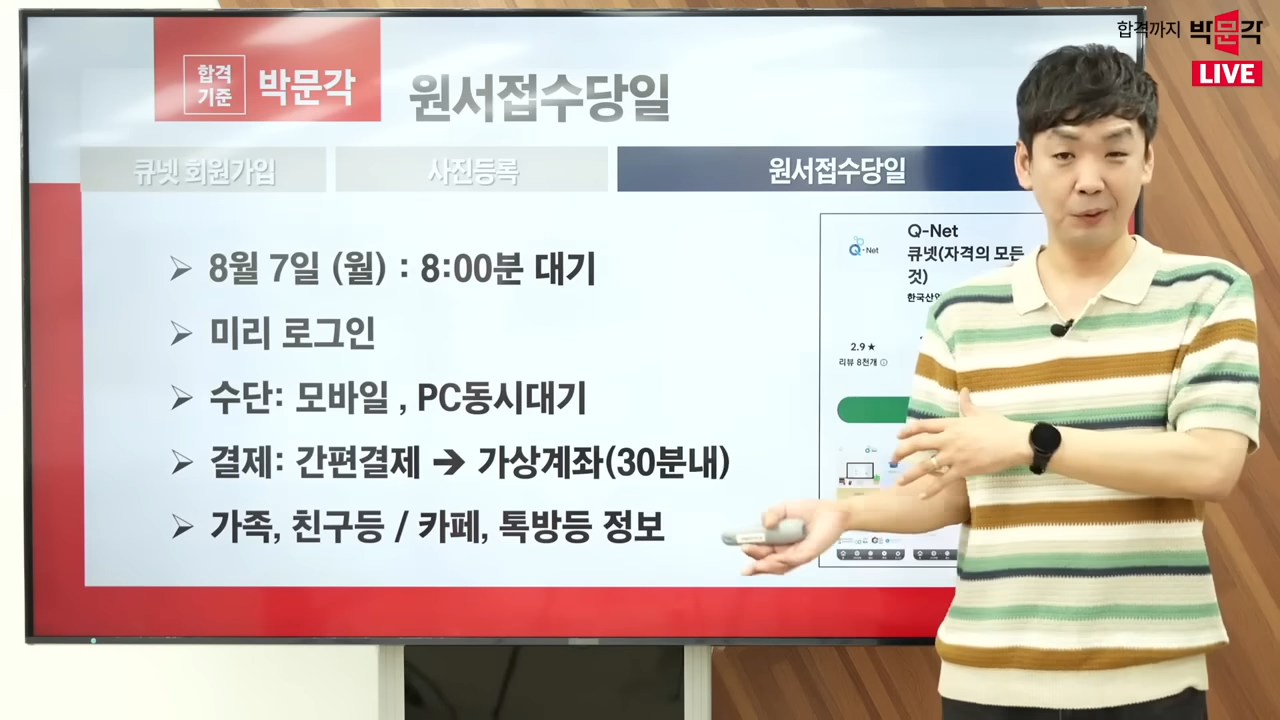 합격까지 박문각
LIVE
합격
기준
박문각
원서접수당일
큐넷 회원가입
사진등록
원서접수당일
8월 7일 (월) : 8:00분 대기
미리 로그인
수단: 모바일 , PC동시대기
결제: 간편결제 → 가상계좌(30분내)
가족, 친구등 / 카페, 톡방등 정보
Q-Net
Q-Net
큐넷(자격의 모든
것)
2.9 ★
리뷰 8천개